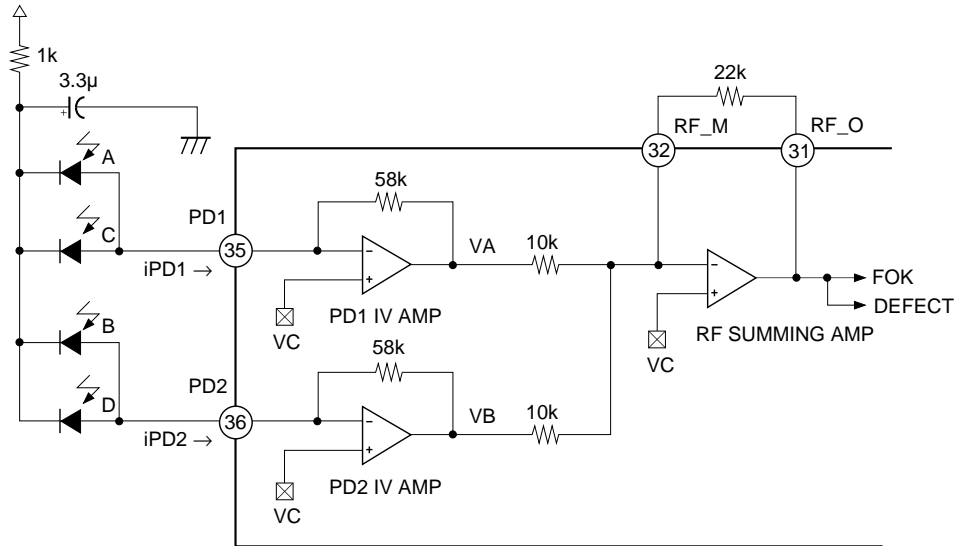 1k
3.3µ
+
22k
RF_M
RF_O
32
31
A
58k
PD1
C
VA
10k
35
iPD1 →
−
+
−
+
FOK
DEFECT
VC
PD1 IV AMP
RF SUMMING AMP
VC
B
58k
PD2
D
VB
10k
36
iPD2 →
−
+
PD2 IV AMP
VC